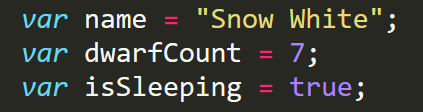 var name = "Snow White";
var dwarfCount = 7;
var isSleeping = true;